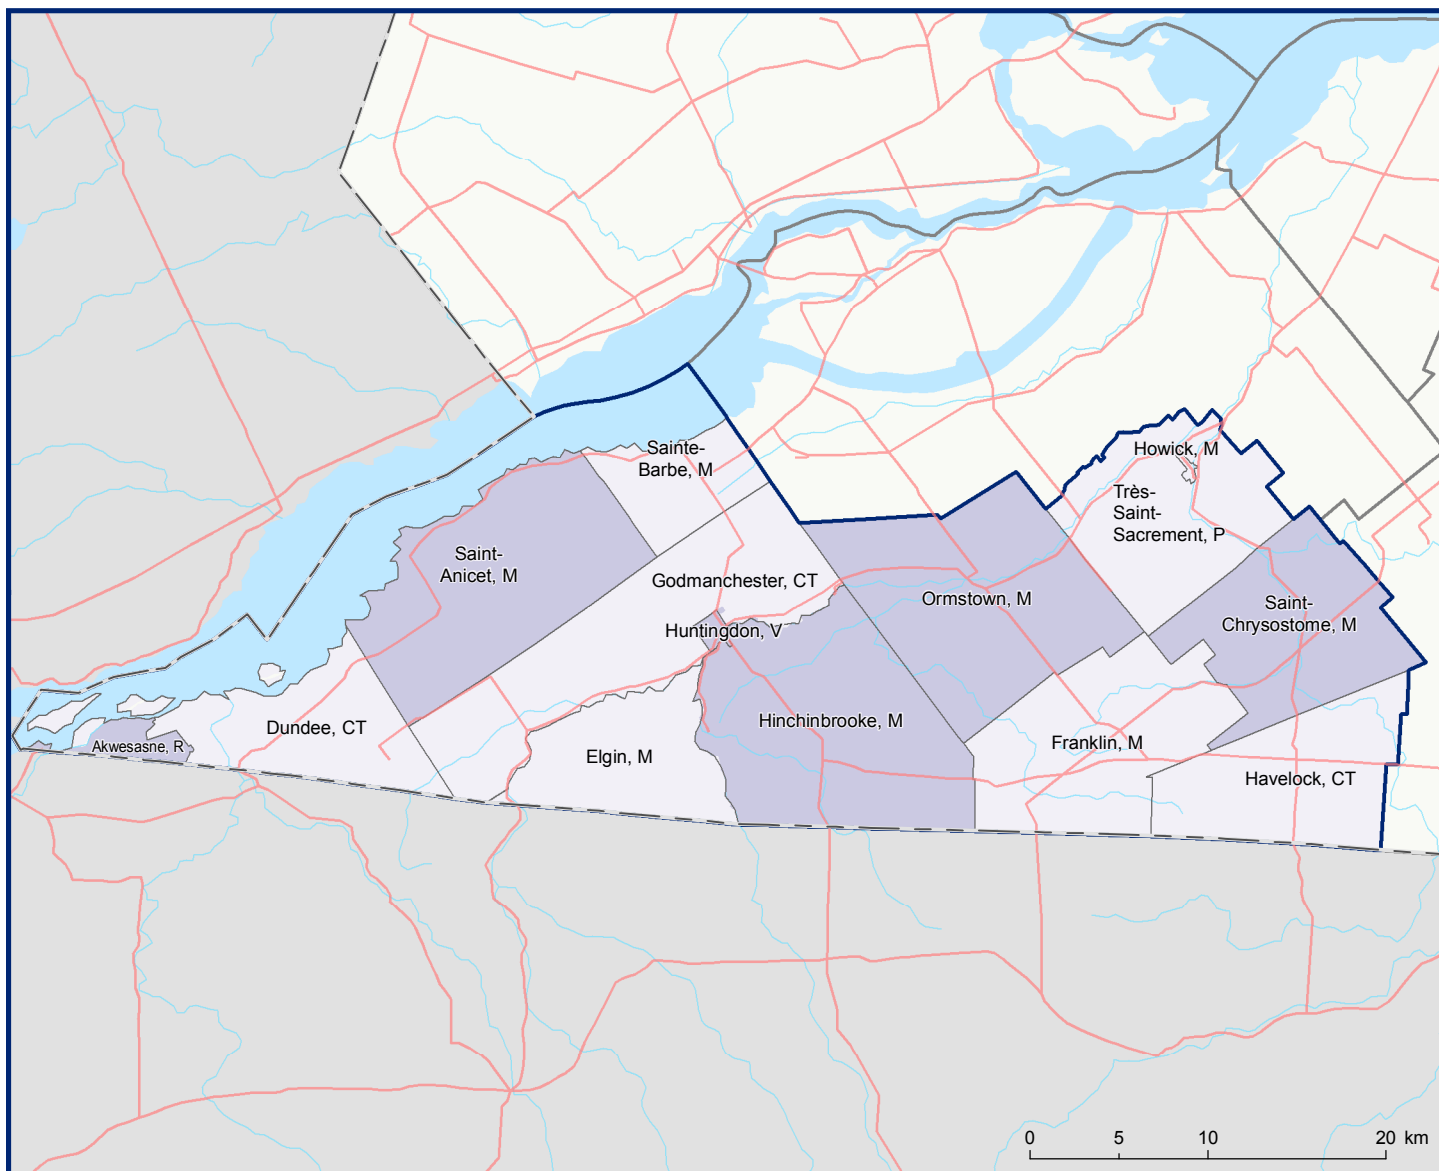 Howick, M
Sainte-
Barbe, M
Très-
Saint-
Sacrement, P
Saint-
Anicet, M
Godmanchester, CT
Ormstown, M
Saint-
Chrysostome, M
Huntingdon, V
Hinchinbrooke, M
Dundee, CT
Akwesasne, R
Elgin, M
Franklin, M
Havelock, CT
0 5 10 20 km